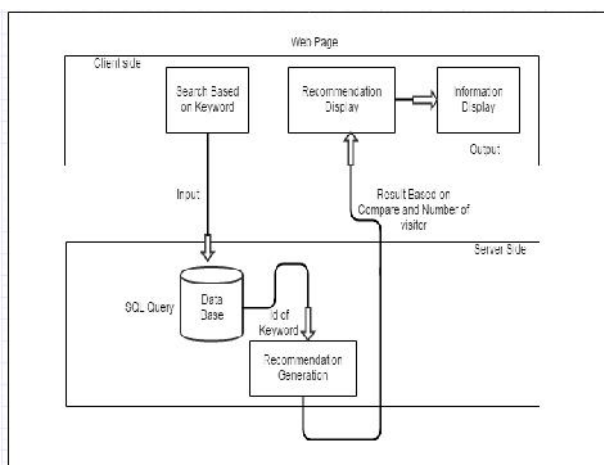 Web Page
Client side
Search Based
on Keyword
Recommendation
Display
Information
Display
Output
Input
Result Based on
Compare and Number of
visitor
Server Side
SQL Query
Data
Base
Id of
Keyword
Recommendation
Generation